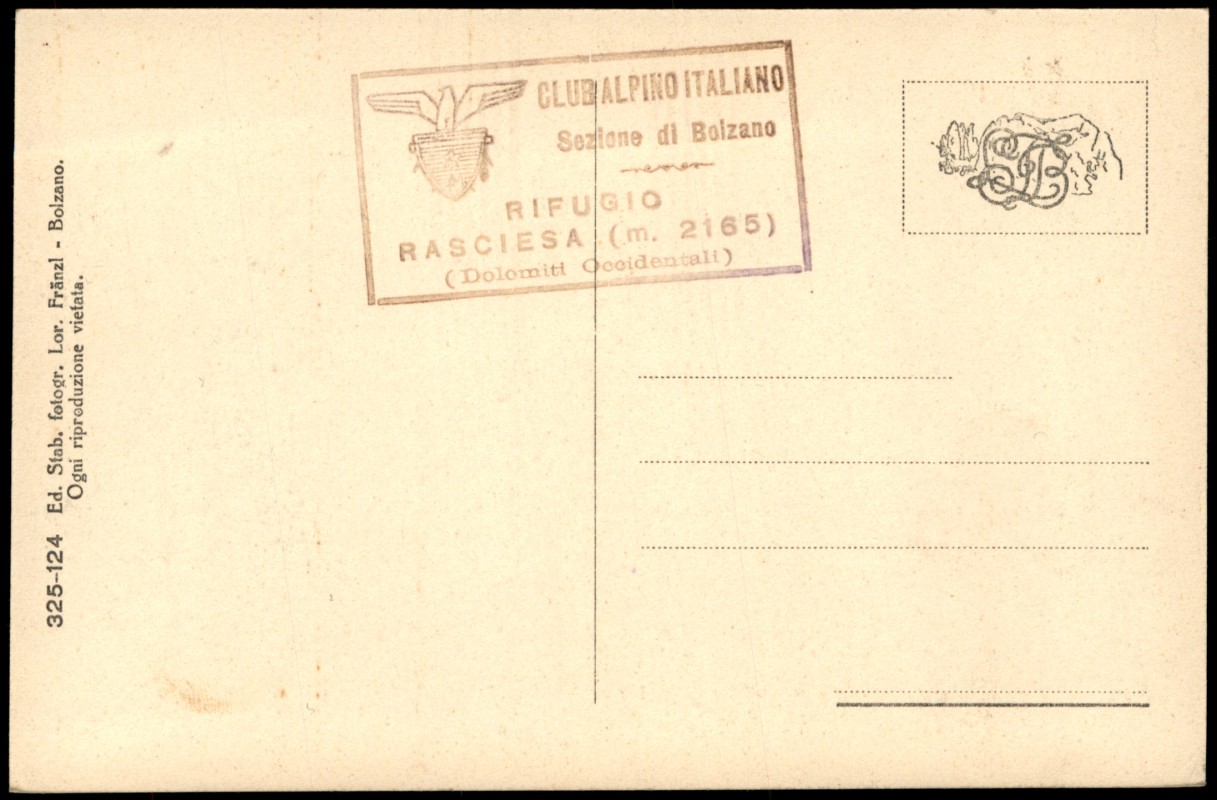 CLUB ALPINO ITALIANO
Sezione di Bolzano
RIFUGIO
RASCIESA (m. 2165)
(Dolomiti Occidentali)
325-124 Ed. Stab. fotogr. Lor. Fränzl - Bolzano.
Ogni riproduzione vietata.